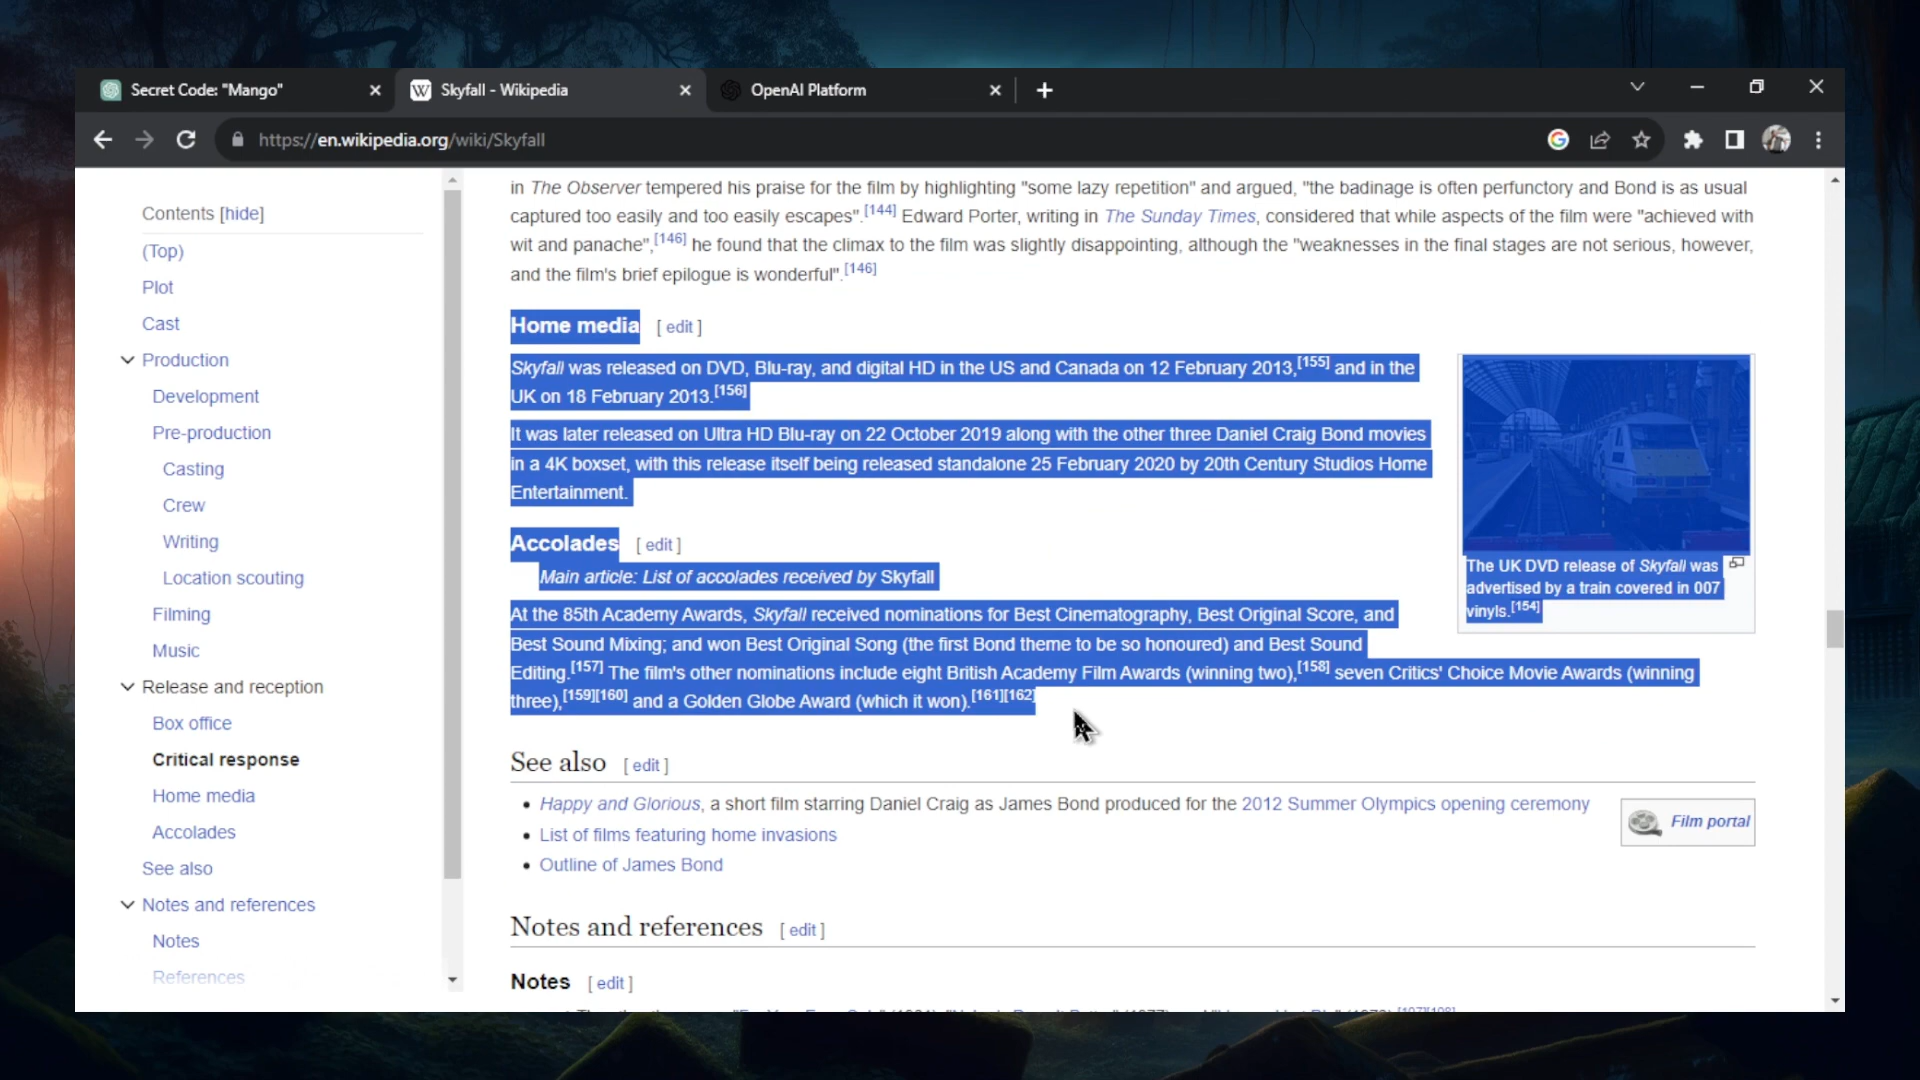 Secret Code: "Mango"
Skyfall - Wikipedia
OpenAI Platform
https://en.wikipedia.org/wiki/Skyfall
Contents [hide]
(Top)
Plot
Cast
Production
Development
Pre-production
Casting
Crew
Writing
Location scouting
Filming
Music
Release and reception
Box office
Critical response
Home media
Accolades
See also
Notes and references
Notes
References
in The Observer tempered his praise for the film by highlighting "some lazy repetition" and argued, "the badinage is often perfunctory and Bond is as usual
captured too easily and too easily escapes".[144] Edward Porter, writing in The Sunday Times, considered that while aspects of the film were "achieved with
wit and panache",[146] he found that the climax to the film was slightly disappointing, although the "weaknesses in the final stages are not serious, however,
and the film's brief epilogue is wonderful".[146]
Home media [ edit ]
Skyfall was released on DVD, Blu-ray, and digital HD in the US and Canada on 12 February 2013,[155] and in the
UK on 18 February 2013.[156]
It was later released on Ultra HD Blu-ray on 22 October 2019 along with the other three Daniel Craig Bond movies
in a 4K boxset, with this release itself being released standalone 25 February 2020 by 20th Century Studios Home
Entertainment.
The UK DVD release of Skyfall was
advertised by a train covered in 007
vinyls.[154]
Accolades [ edit ]
Main article: List of accolades received by Skyfall
At the 85th Academy Awards, Skyfall received nominations for Best Cinematography, Best Original Score, and
Best Sound Mixing; and won Best Original Song (the first Bond theme to be so honoured) and Best Sound
Editing.[157] The film's other nominations include eight British Academy Film Awards (winning two),[158] seven Critics' Choice Movie Awards (winning
three),[159][160] and a Golden Globe Award (which it won).[161][162]
See also [ edit ]
Happy and Glorious, a short film starring Daniel Craig as James Bond produced for the 2012 Summer Olympics opening ceremony
List of films featuring home invasions
Outline of James Bond
Film portal
Notes and references [ edit ]
Notes [ edit ]